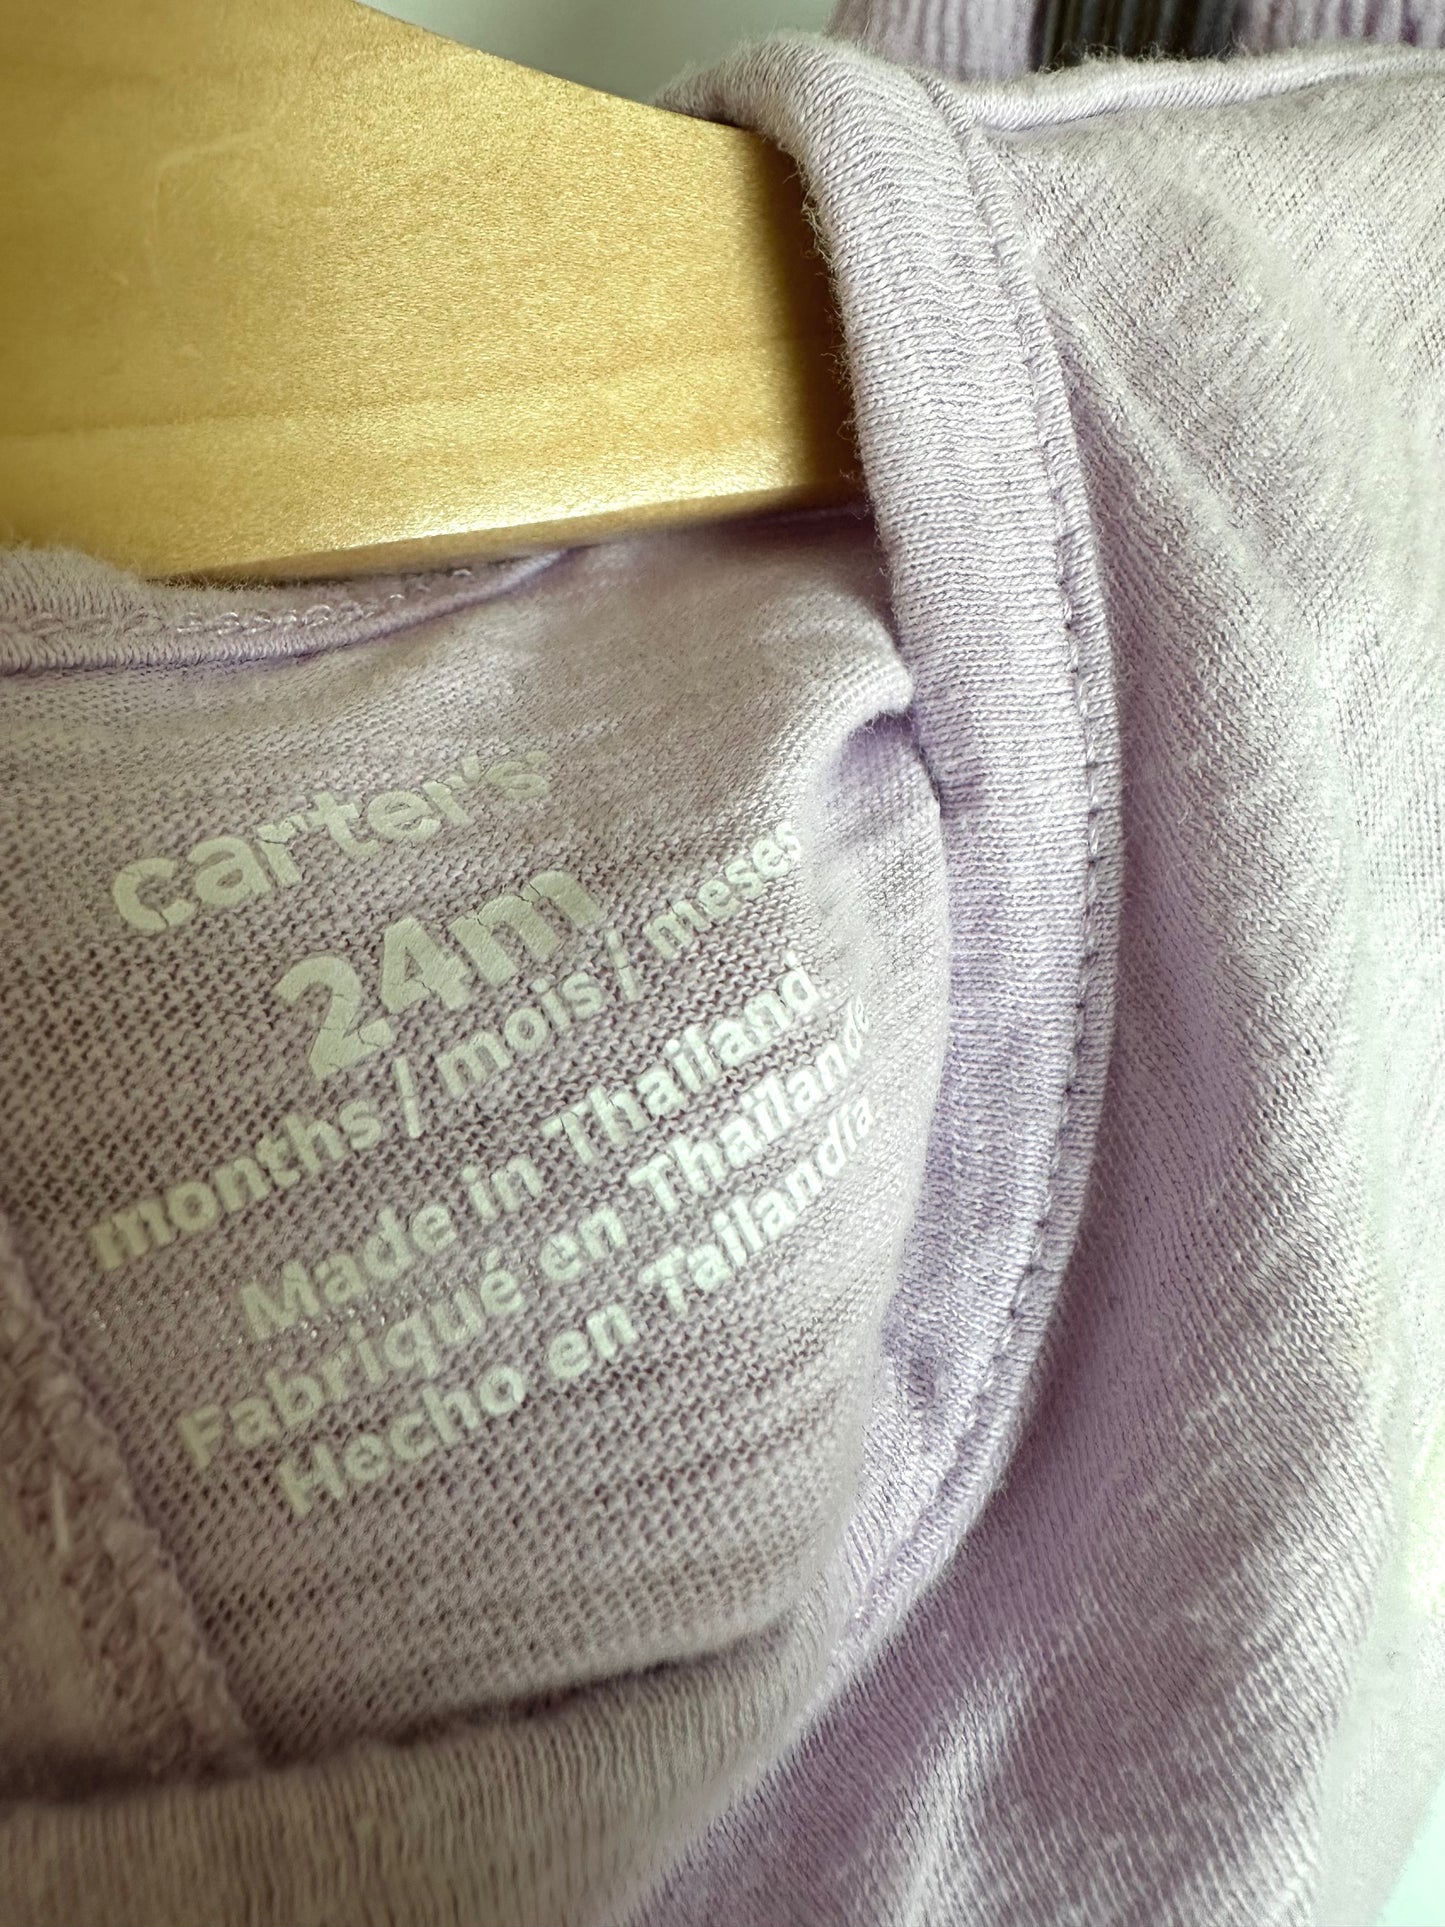 carter's
24m
months / mois / meses
Made in Thailand
Fabriqué en Thaïlande
Hecho en Tailandia